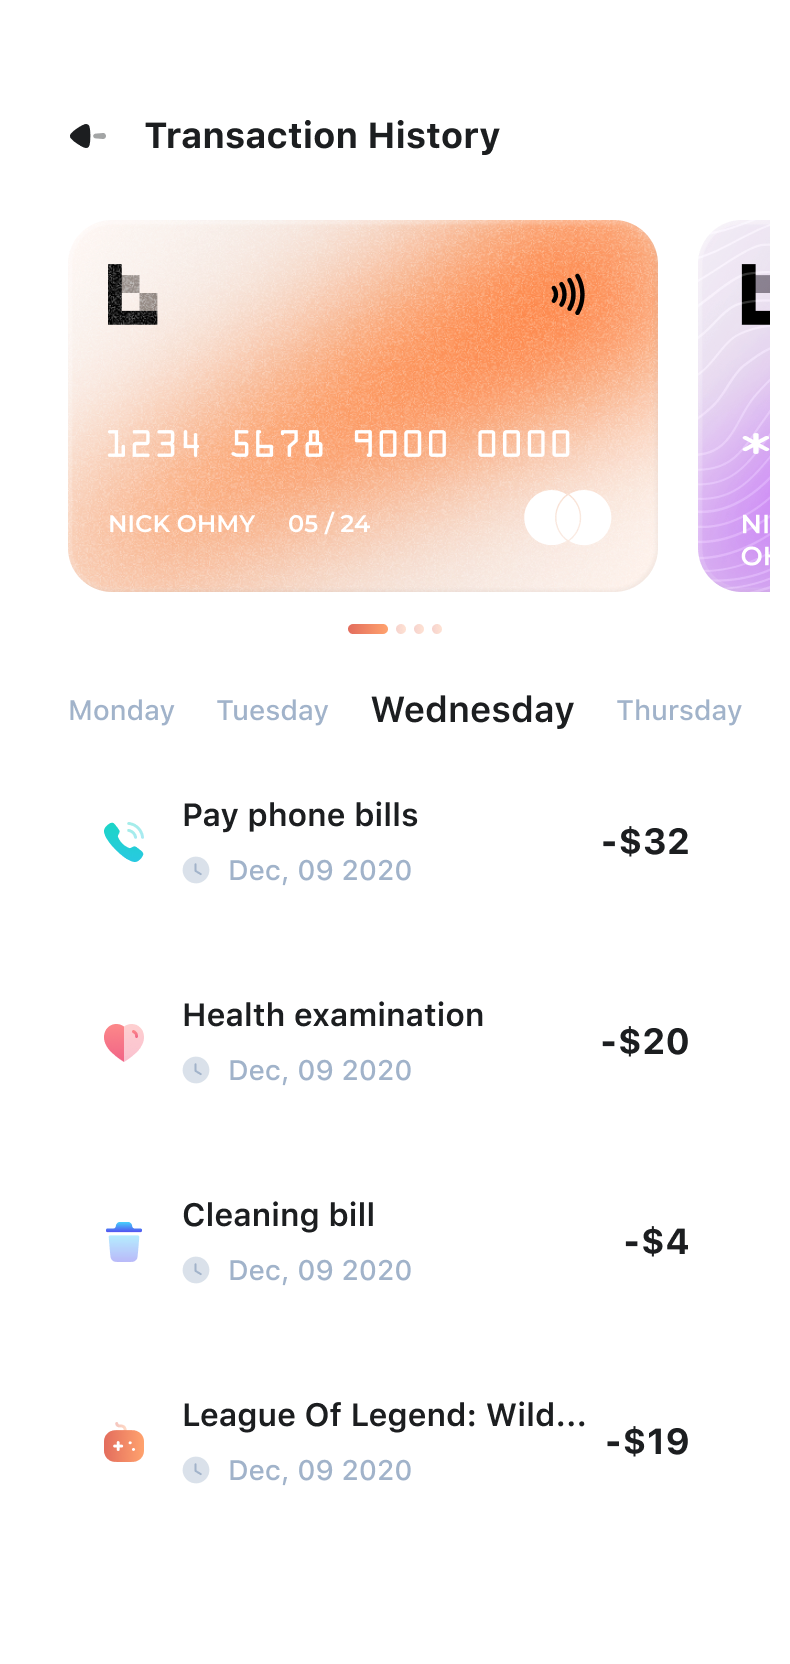 Transaction History
1234 5678 9000 0000
NICK OHMY 05 / 24
*
NI
OH
Monday Tuesday Wednesday Thursday
Pay phone bills
Dec, 09 2020
-$32
Health examination
Dec, 09 2020
-$20
Cleaning bill
Dec, 09 2020
-$4
League Of Legend: Wild...
Dec, 09 2020
-$19